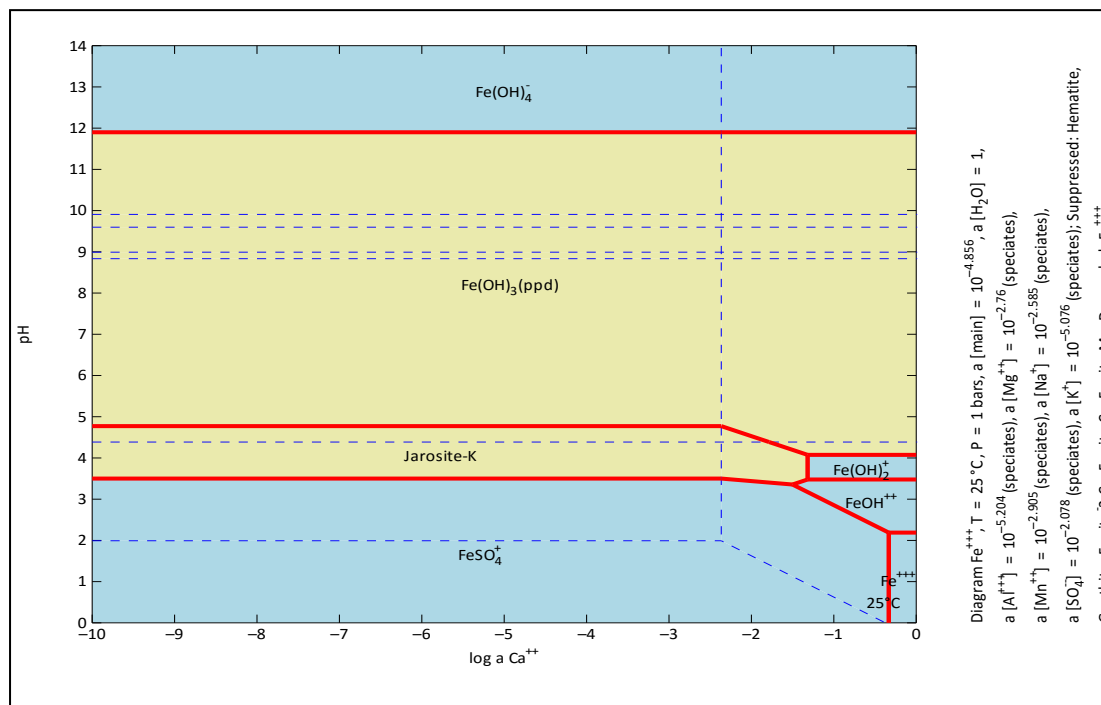 14
13
12
11
10
9
8
7
6
5
4
3
2
1
0
pH
Fe(OH)₄⁻
Fe(OH)₃(ppd)
Jarosite-K
Fe(OH)₂⁺
FeOH⁺⁺
FeSO₄⁺
Fe⁺⁺⁺
25°C
−10 −9 −8 −7 −6 −5 −4 −3 −2 −1 0
log a Ca⁺⁺
Diagram Fe⁺⁺⁺, T = 25 °C, P = 1 bars, a [main] = 10⁻⁴·⁸⁵⁶, a [H₂O] = 1,
a [Al⁺⁺⁺] = 10⁻⁵·²⁰⁴ (speciates), a [Mg⁺⁺] = 10⁻²·⁷⁶ (speciates),
a [Mn⁺⁺] = 10⁻²·⁹⁰⁵ (speciates), a [Na⁺] = 10⁻²·⁵⁸⁵ (speciates),
a [SO₄⁻⁻] = 10⁻²·⁰⁷⁸ (speciates), a [K⁺] = 10⁻⁵·⁰⁷⁶ (speciates); Suppressed: Hematite,